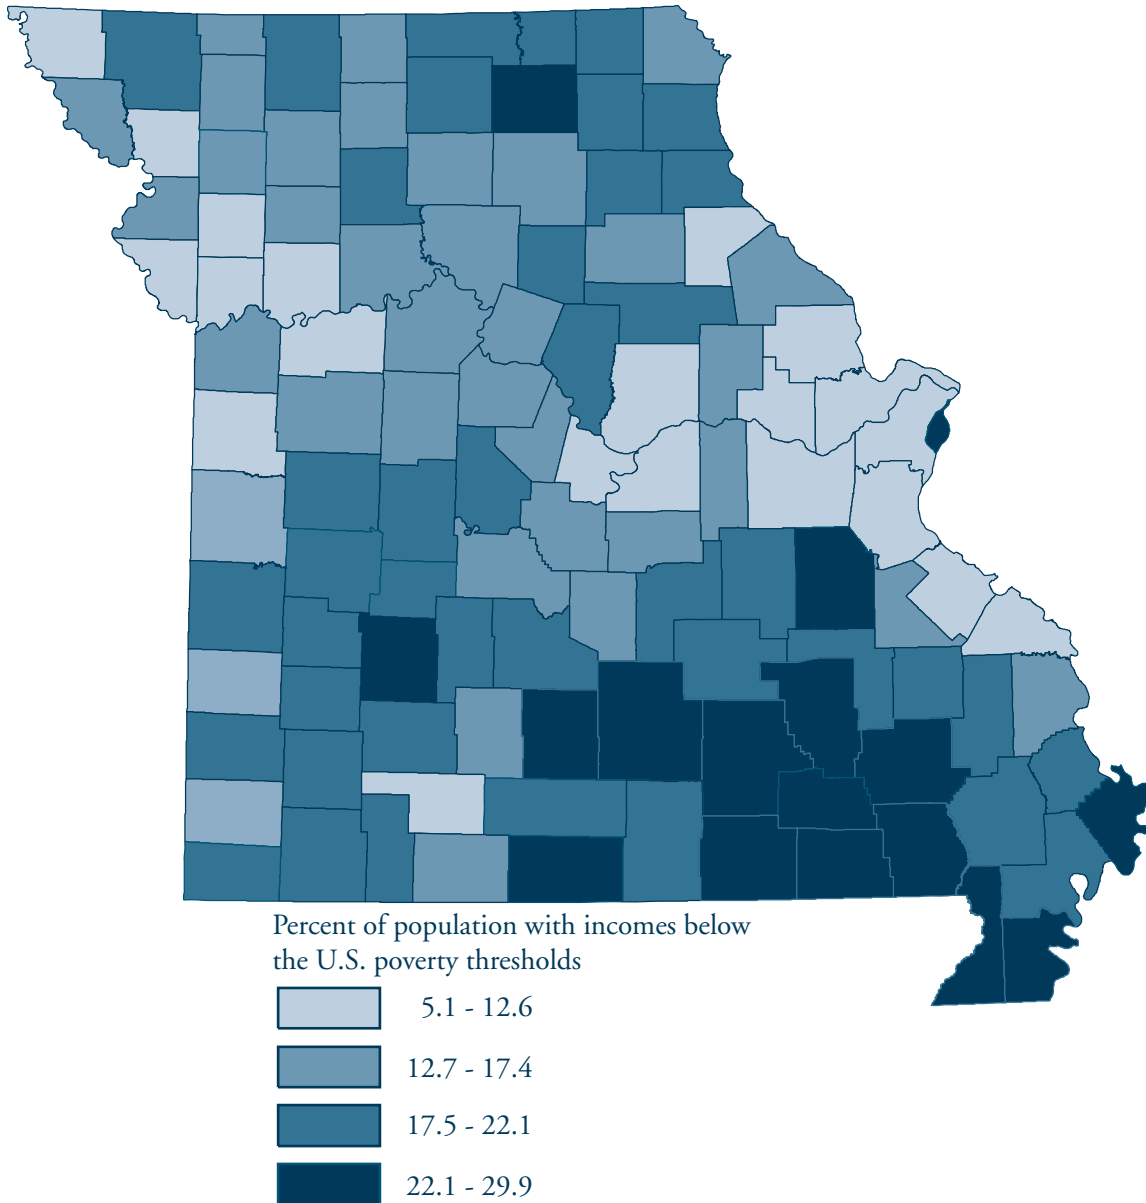 Percent of population with incomes below
the U.S. poverty thresholds
5.1 - 12.6
12.7 - 17.4
17.5 - 22.1
22.1 - 29.9